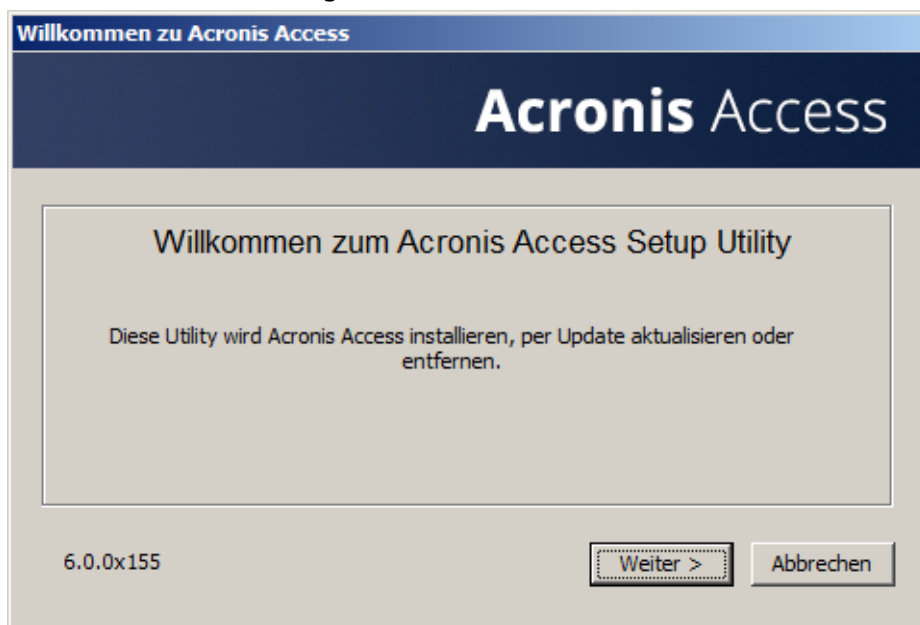 Willkommen zu Acronis Access
Acronis Access
Willkommen zum Acronis Access Setup Utility
Diese Utility wird Acronis Access installieren, per Update aktualisieren oder
entfernen.
6.0.0x155
Weiter >
Abbrechen